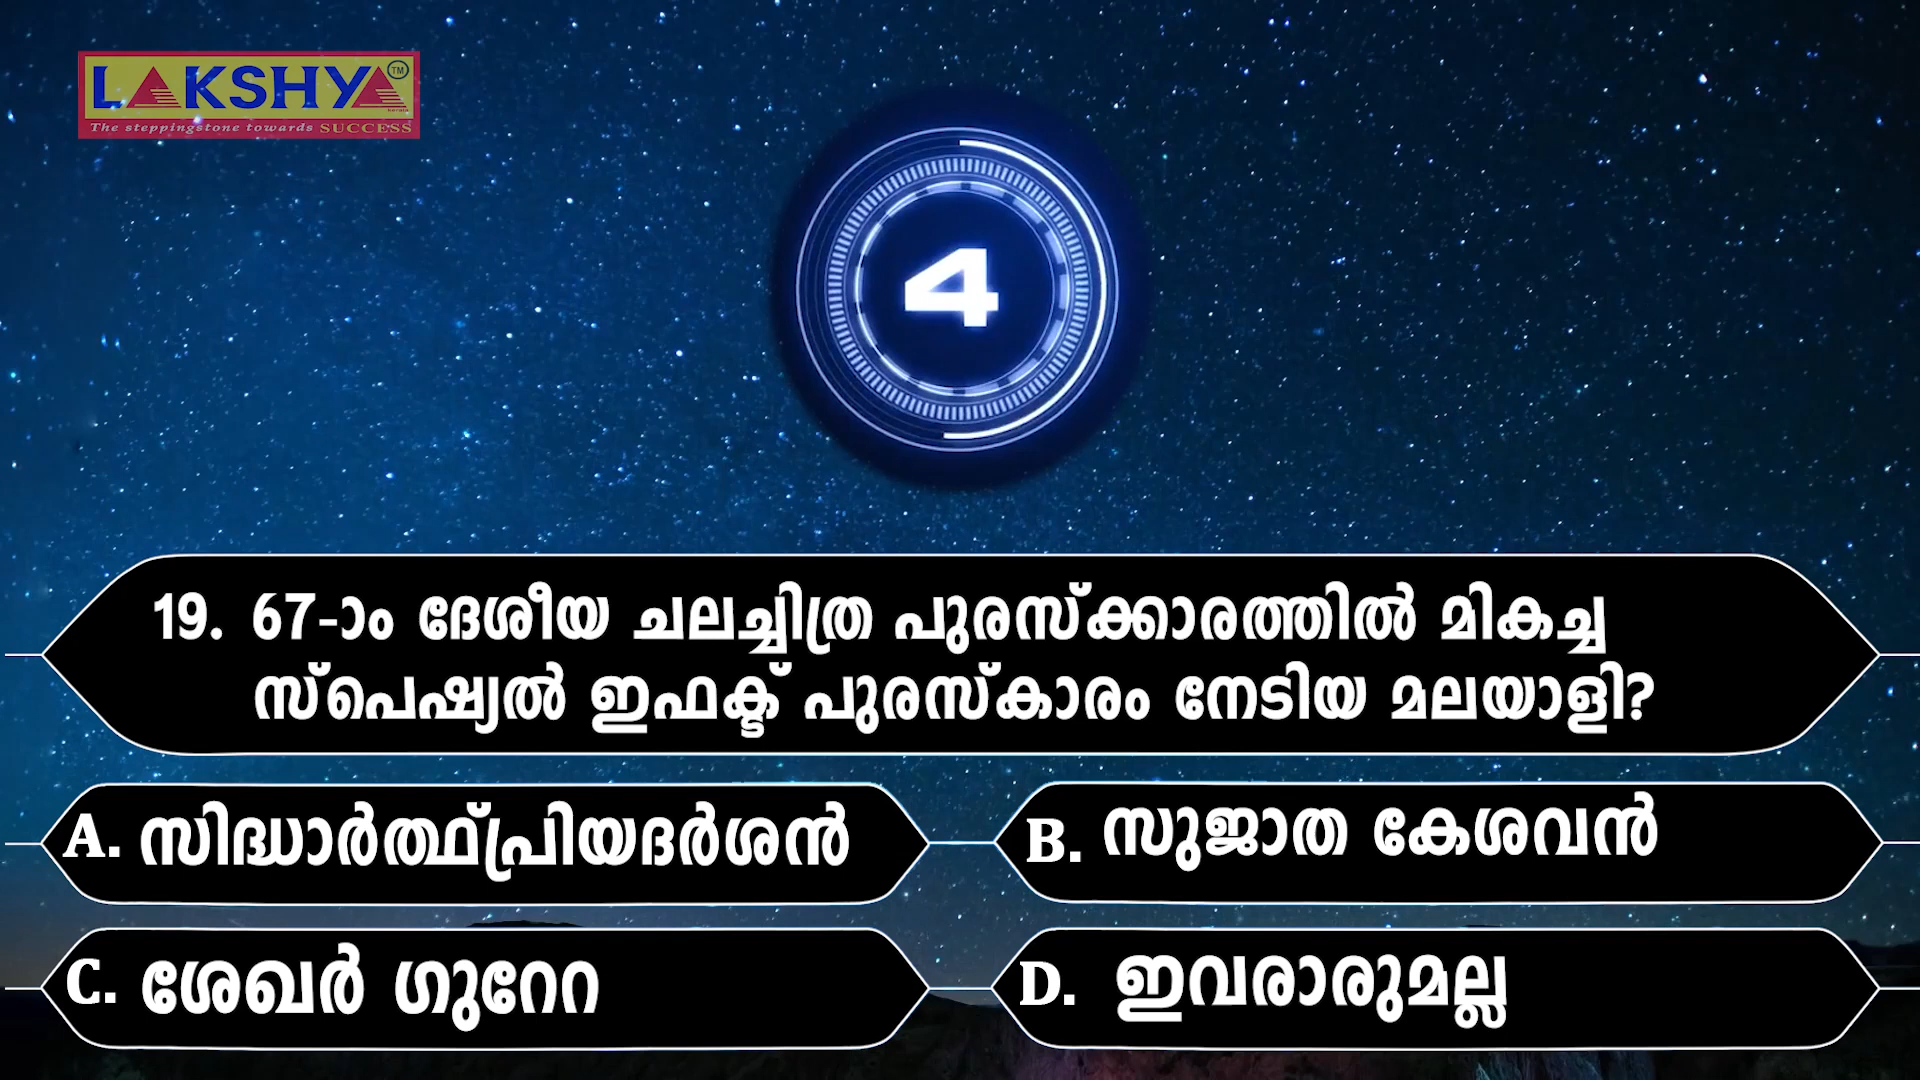 LAKSHYA TM
The steppingstone towards SUCCESS
4
19. 67-ാം ദേശീയ ചലച്ചിത്ര പുരസ്ക്കാരത്തിൽ മികച്ച
സ്പെഷ്യൽ ഇഫക്ട് പുരസ്കാരം നേടിയ മലയാളി?
A. സിദ്ധാർത്ഥ്പ്രിയദർശൻ
B. സുജാത കേശവൻ
C. ശേഖർ ഗുറേറ
D. ഇവരാരുമല്ല